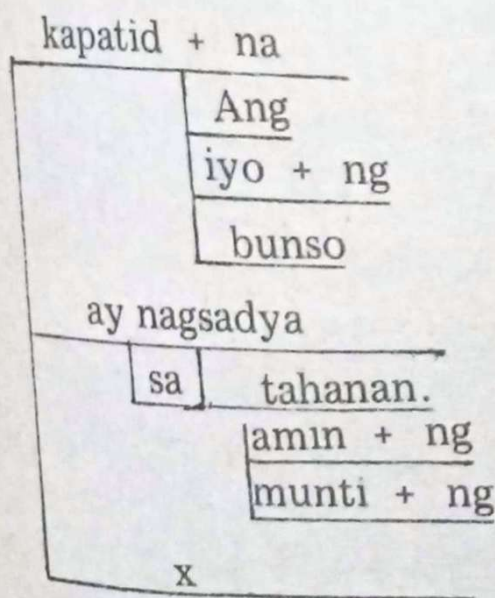 kapatid + na
Ang
iyo + ng
bunso
ay nagsadya
sa tahanan.
amin + ng
munti + ng
x